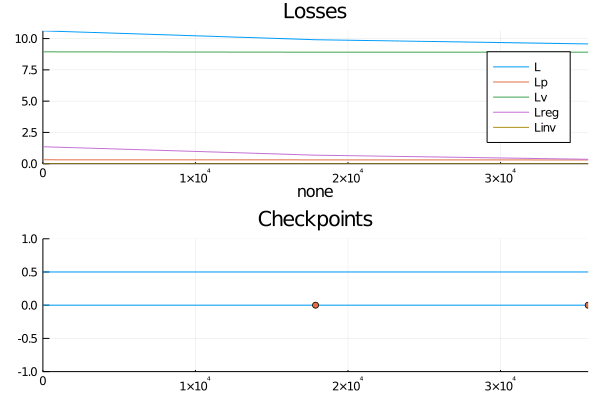 Losses
10.0
7.5
5.0
2.5
0.0
L
Lp
Lv
Lreg
Linv
0 1×10⁴ 2×10⁴ 3×10⁴
none
Checkpoints
1.0
0.5
0.0
-0.5
-1.0
0 1×10⁴ 2×10⁴ 3×10⁴